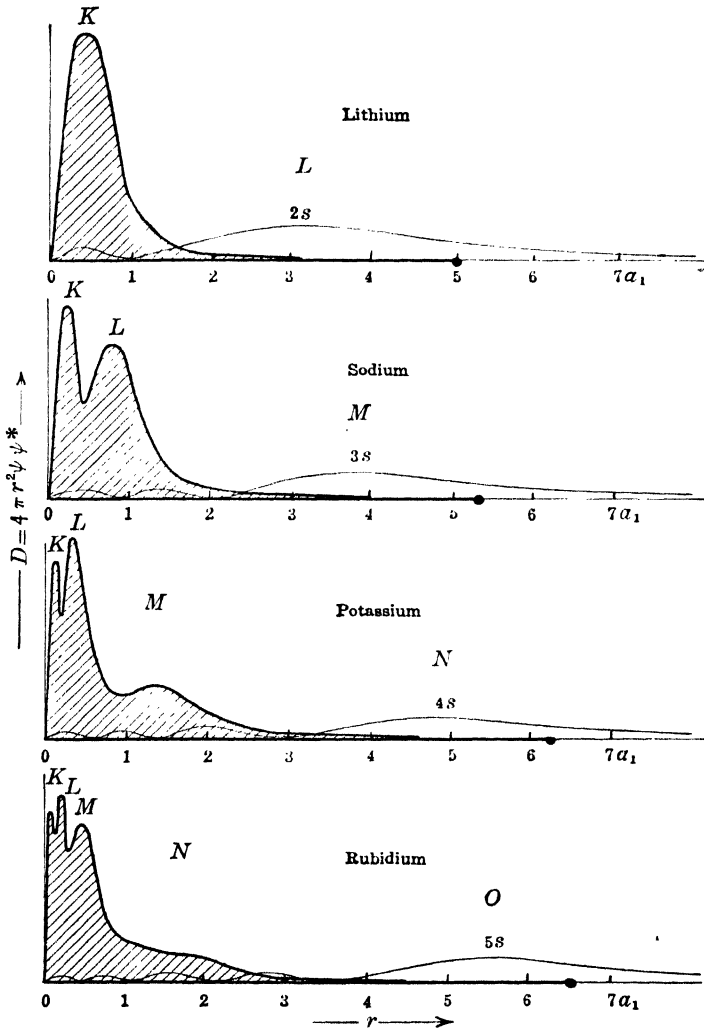 K
Lithium
L
2s
0 1 2 3 4 5 6 7a₁
K
L
Sodium
M
3s
0 1 2 3 4 5 6 7a₁
D = 4 π r² ψ ψ*
K L
M
Potassium
N
4s
0 1 2 3 4 5 6 7a₁
K L M
N
Rubidium
O
5s
0 1 2 3 4 5 6 7a₁
r